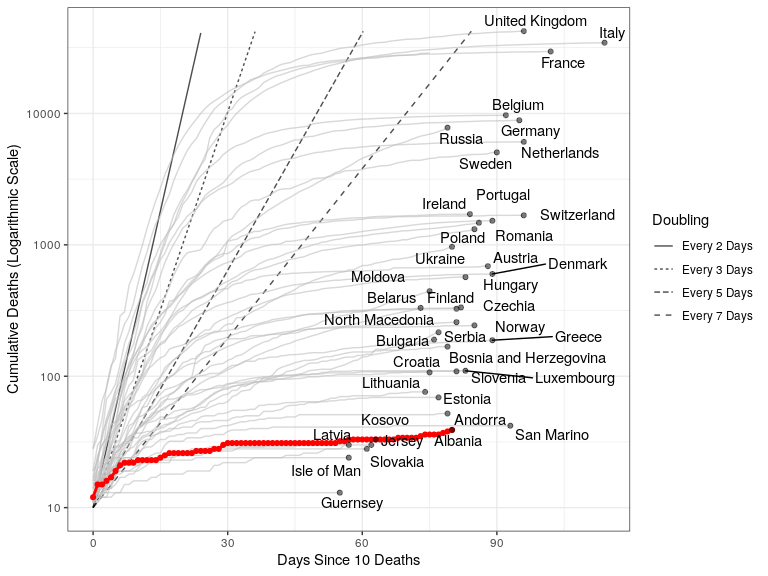 United Kingdom
Italy
France
Belgium
Germany
Russia
Netherlands
Sweden
Portugal
Ireland
Switzerland
Poland
Romania
Ukraine
Austria
Denmark
Moldova
Hungary
Belarus
Finland
Czechia
North Macedonia
Norway
Bulgaria
Serbia
Greece
Croatia
Bosnia and Herzegovina
Lithuania
Slovenia
Luxembourg
Estonia
Kosovo
Andorra
Latvia
Jersey
Albania
San Marino
Isle of Man
Slovakia
Guernsey
10000
1000
100
10
0
30
60
90
Days Since 10 Deaths
Cumulative Deaths (Logarithmic Scale)
Doubling
Every 2 Days
Every 3 Days
Every 5 Days
Every 7 Days